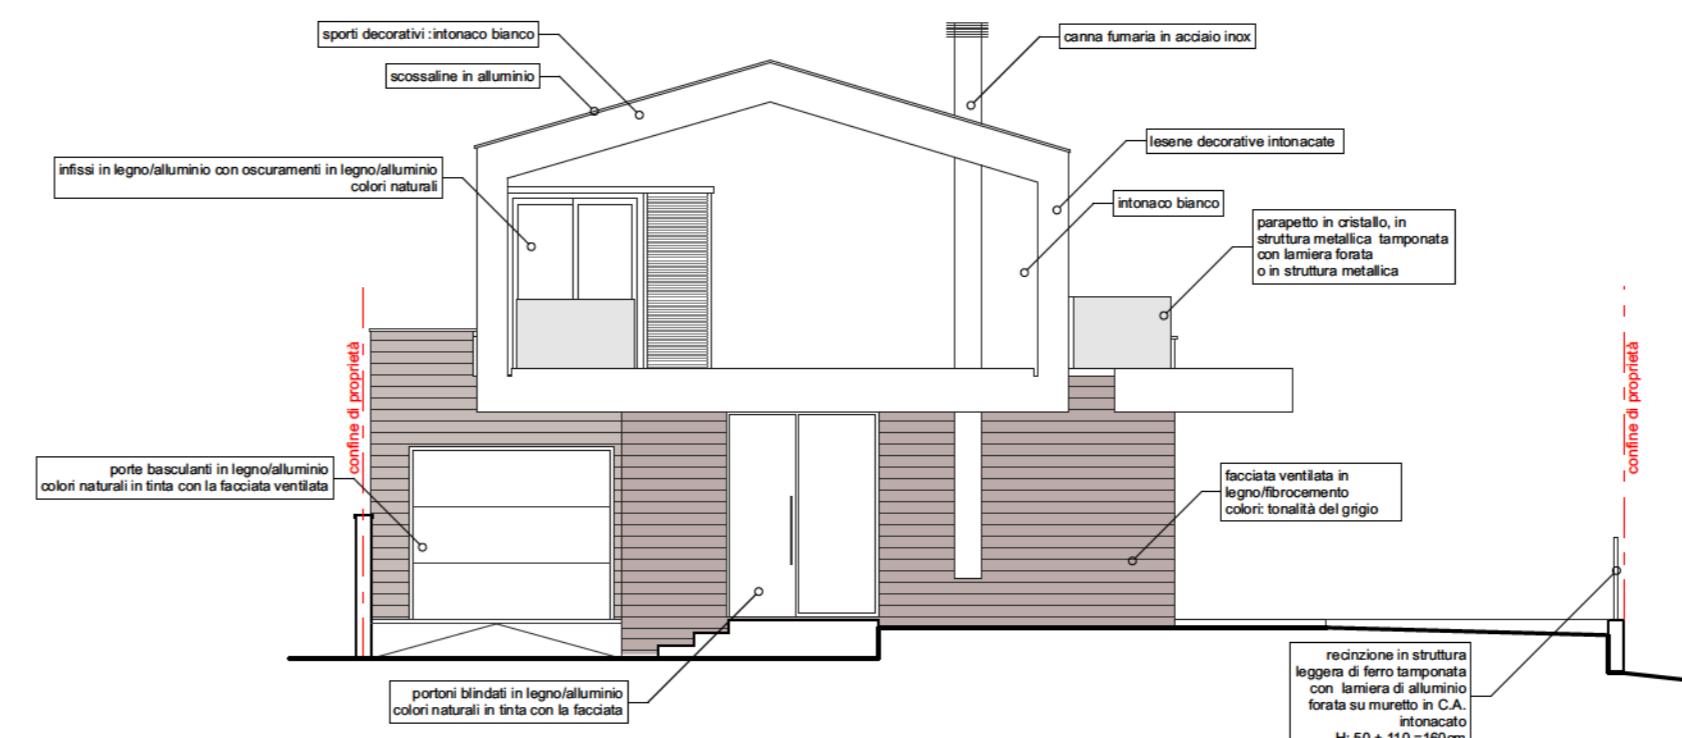 sporti decorativi :intonaco bianco
canna fumaria in acciaio inox
scossaline in alluminio
lesene decorative intonacate
infissi in legno/alluminio con oscuramenti in legno/alluminio
colori naturali
intonaco bianco
parapetto in cristallo, in
struttura metallica tamponata
con lamiera forata
o in struttura metallica
confine di proprietà
confine di proprietà
porte basculanti in legno/alluminio
colori naturali in tinta con la facciata ventilata
facciata ventilata in
legno/fibrocemento
colori: tonalità del grigio
portoni blindati in legno/alluminio
colori naturali in tinta con la facciata
recinzione in struttura
leggera di ferro tamponata
con lamiera di alluminio
forata su muretto in C.A.
intonacato
H: 50 + 110 =160cm